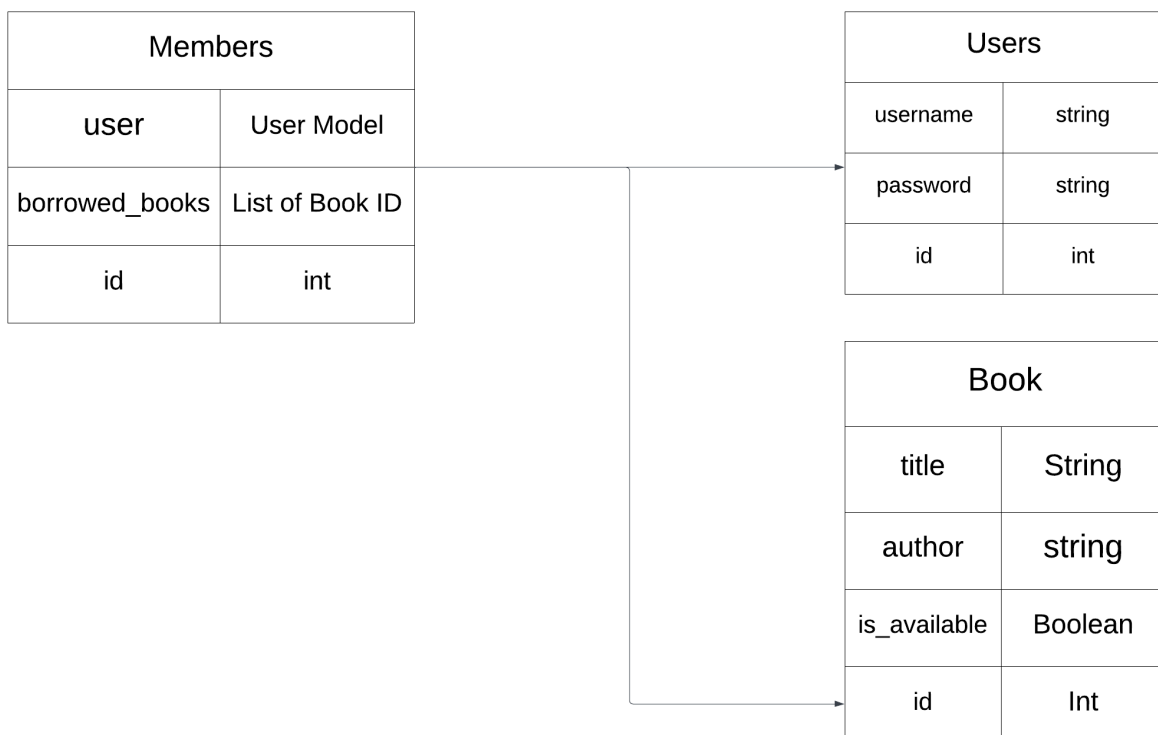 Members
user User Model
borrowed_books List of Book ID
id int
Users
username string
password string
id int
Book
title String
author string
is_available Boolean
id Int